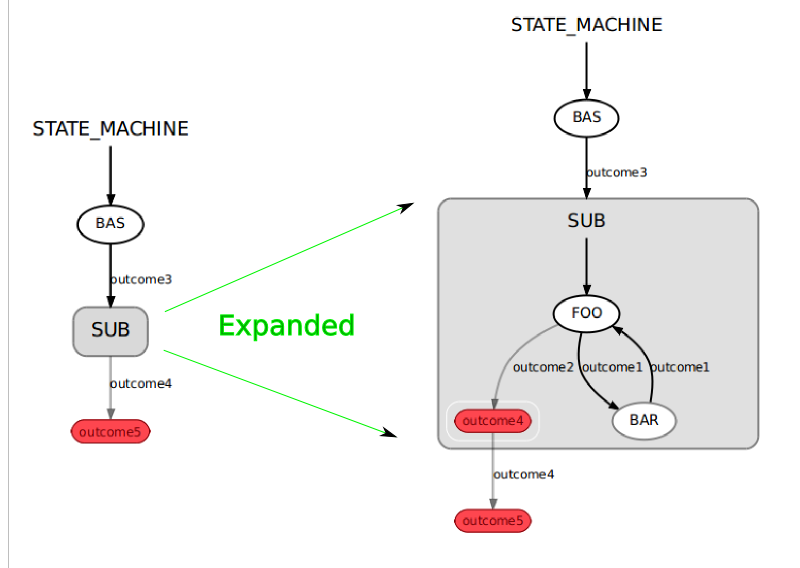 STATE_MACHINE
BAS
outcome3
SUB
outcome4
outcome5
Expanded
STATE_MACHINE
BAS
outcome3
SUB
FOO
outcome2 outcome1 outcome1
outcome4 BAR
outcome4
outcome5